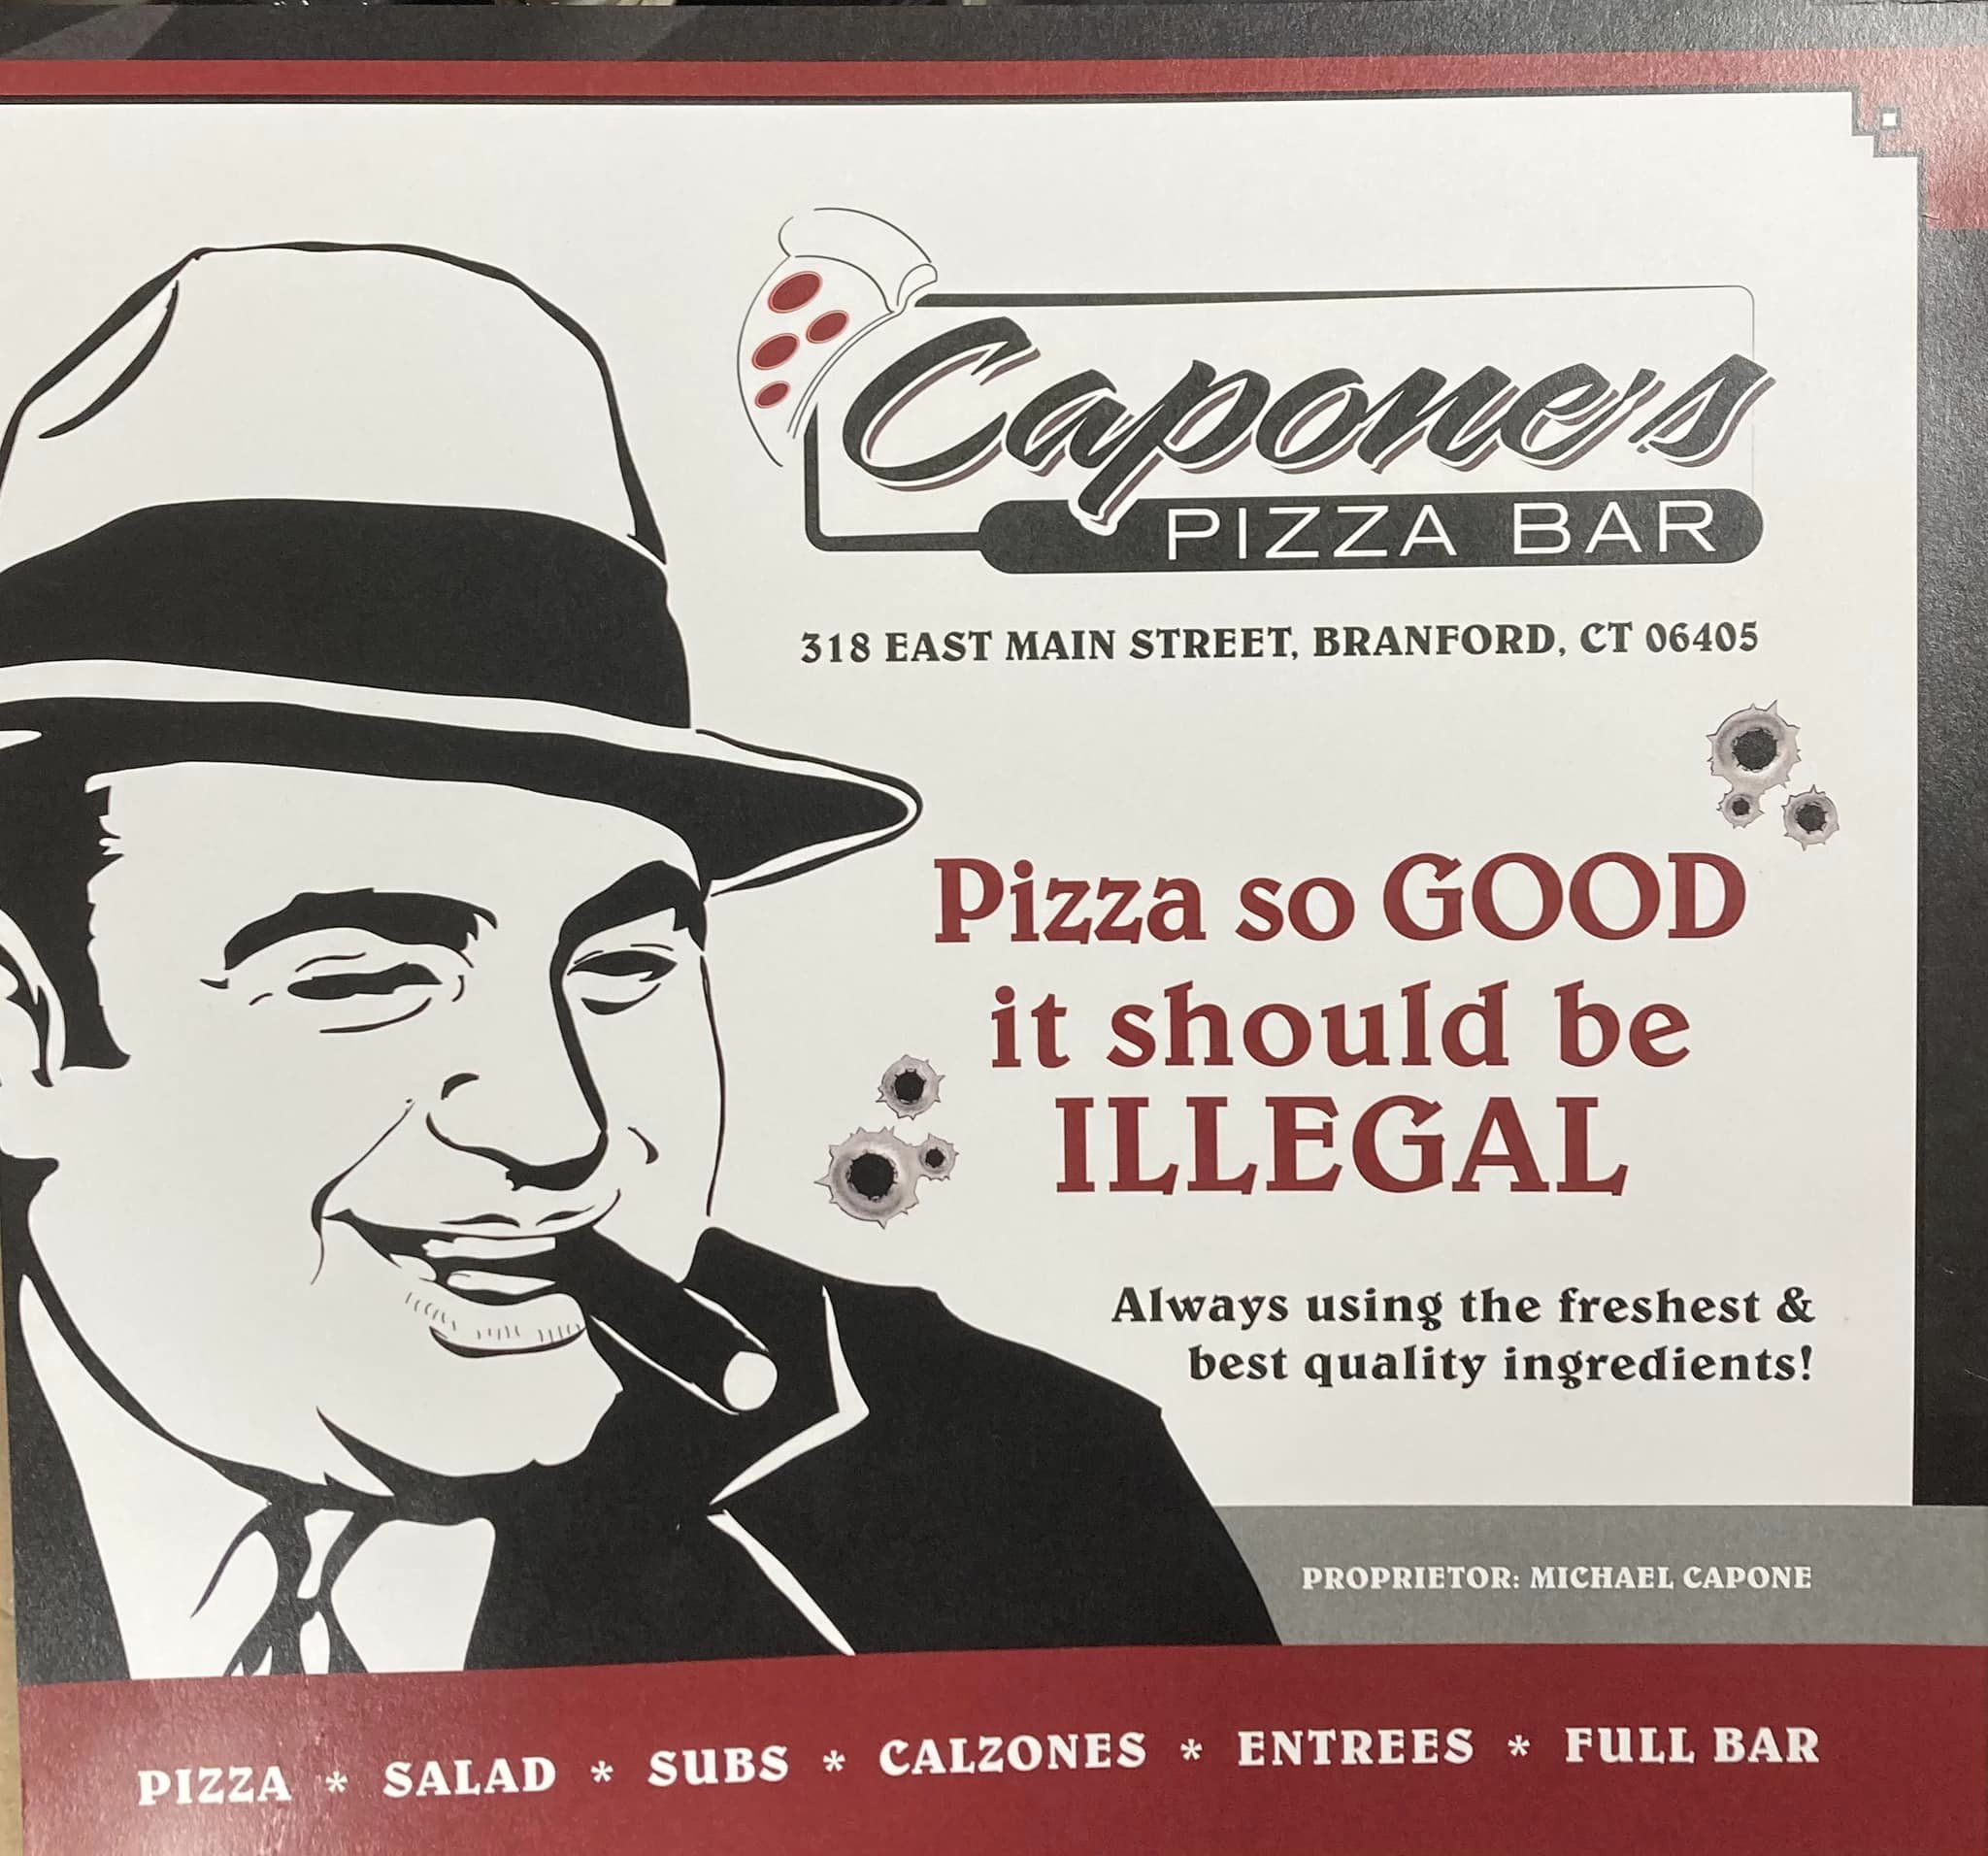 Capone's
PIZZA BAR
318 EAST MAIN STREET, BRANFORD, CT 06405
Pizza so GOOD
it should be
ILLEGAL
Always using the freshest &
best quality ingredients!
PROPRIETOR: MICHAEL CAPONE
PIZZA * SALAD * SUBS * CALZONES * ENTREES * FULL BAR